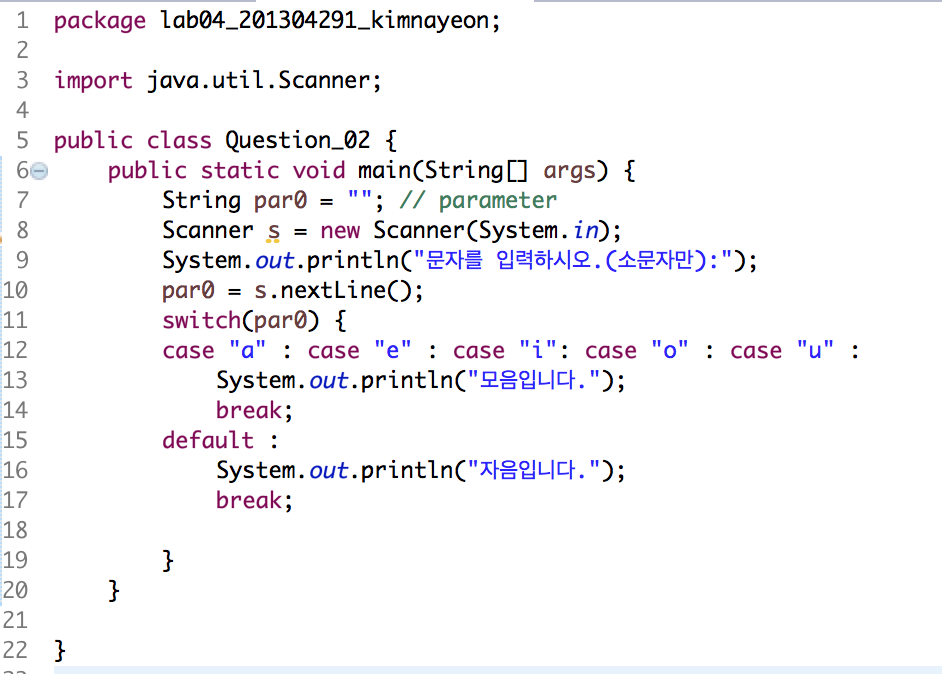 1 package lab04_201304291_kimnayeon;
2
3 import java.util.Scanner;
4
5 public class Question_02 {
6 public static void main(String[] args) {
7 String par0 = ""; // parameter
8 Scanner s = new Scanner(System.in);
9 System.out.println("문자를 입력하시오.(소문자만):");
10 par0 = s.nextLine();
11 switch(par0) {
12 case "a" : case "e" : case "i": case "o" : case "u" :
13 System.out.println("모음입니다.");
14 break;
15 default :
16 System.out.println("자음입니다.");
17 break;
18
19 }
20 }
21
22 }